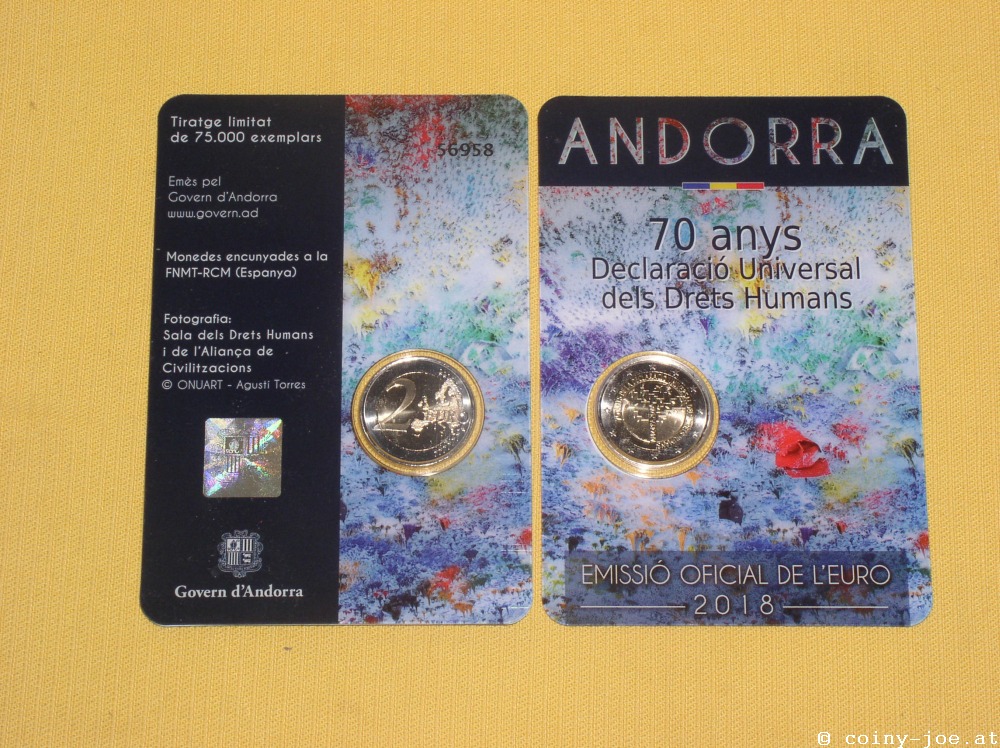 Tiratge limitat
de 75.000 exemplars
56958
Emès pel
Govern d'Andorra
www.govern.ad
Monedes encunyades a la
FNMT-RCM (Espanya)
Fotografia:
Sala dels Drets Humans
i de l'Aliança de
Civilitzacions
© ONUART - Agustí Torres
Govern d'Andorra
2
ANDORRA
70 anys
Declaració Universal
dels Drets Humans
EMISSIÓ OFICIAL DE L'EURO
2018
© coiny-joe.at